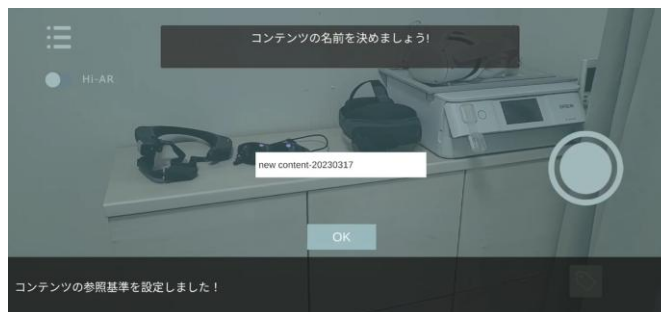 コンテンツの名前を決めましょう!
Hi-AR
EPSON
new content-20230317
OK
コンテンツの参照基準を設定しました！